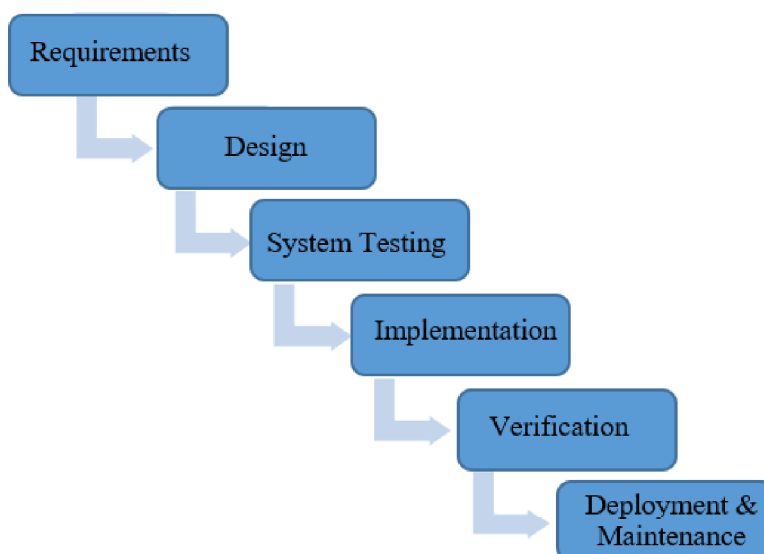 Requirements
Design
System Testing
Implementation
Verification
Deployment &
Maintenance